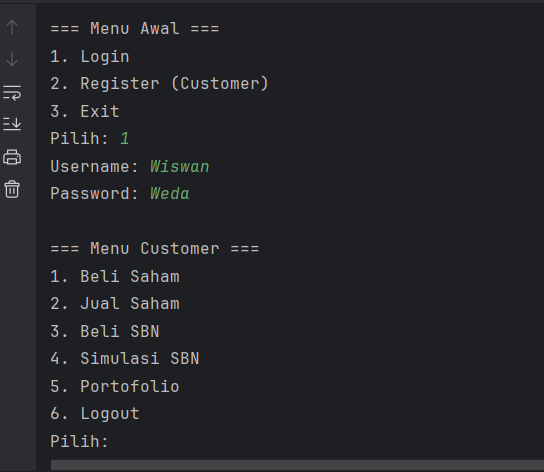 === Menu Awal ===
1. Login
2. Register (Customer)
3. Exit
Pilih: 1
Username: Wiswan
Password: Weda
=== Menu Customer ===
1. Beli Saham
2. Jual Saham
3. Beli SBN
4. Simulasi SBN
5. Portofolio
6. Logout
Pilih: